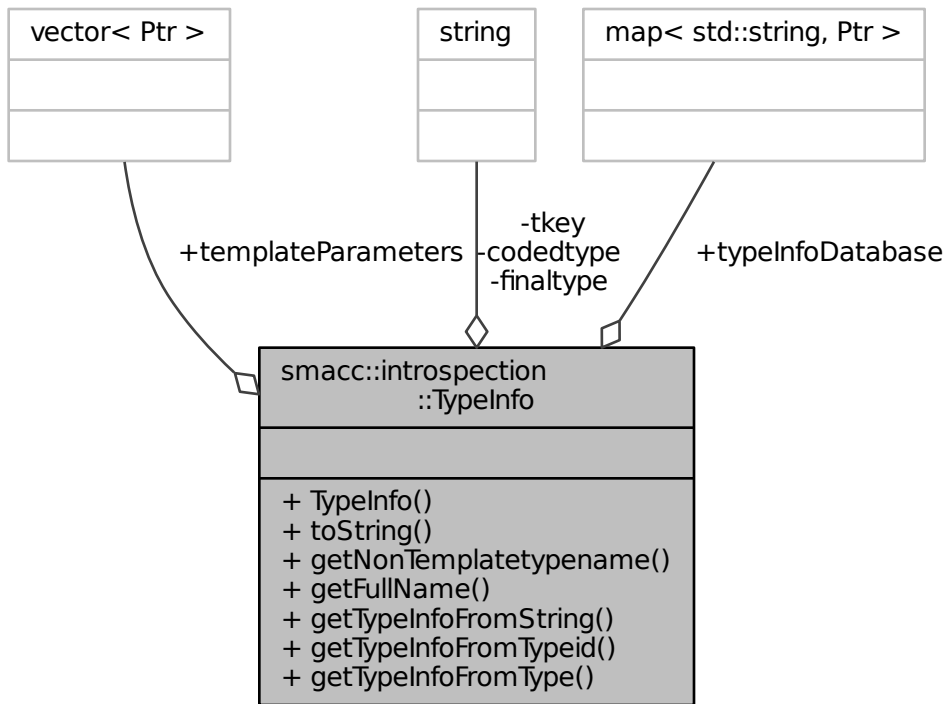 vector< Ptr >
string
map< std::string, Ptr >
+templateParameters
-tkey
-codedtype
-finaltype
+typeInfoDatabase
smacc::introspection
::TypeInfo
+ TypeInfo()
+ toString()
+ getNonTemplatetypename()
+ getFullName()
+ getTypeInfoFromString()
+ getTypeInfoFromTypeid()
+ getTypeInfoFromType()